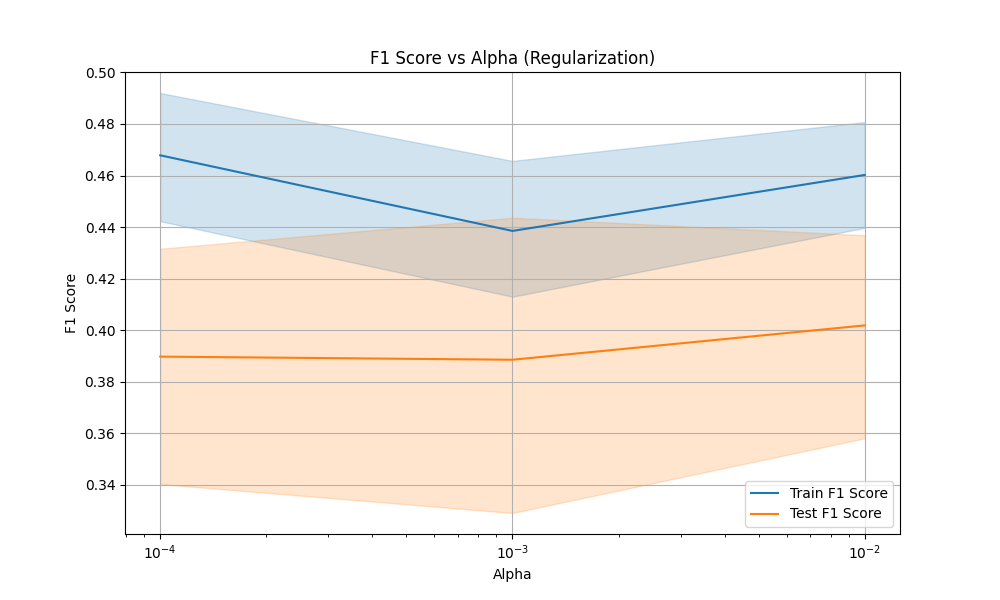 F1 Score vs Alpha (Regularization)
0.50
0.48
0.46
0.44
0.42
0.40
0.38
0.36
0.34
F1 Score
Train F1 Score
Test F1 Score
10⁻⁴
10⁻³
10⁻²
Alpha